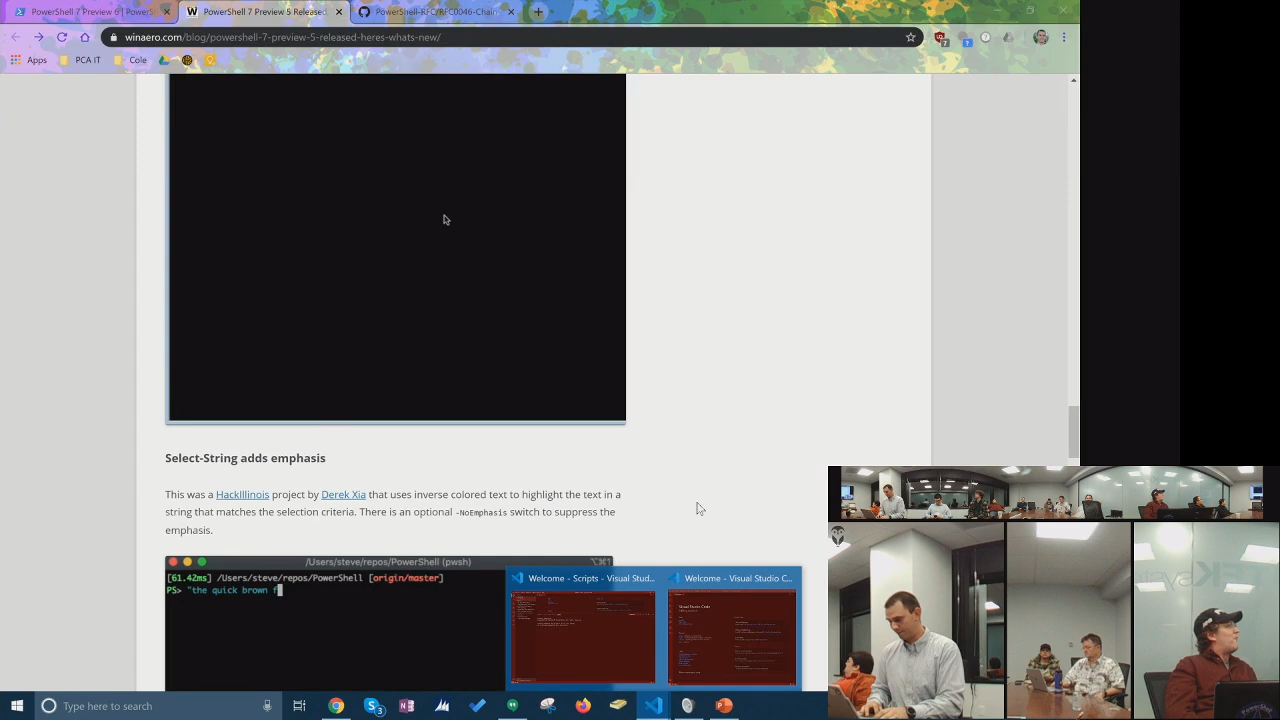 PowerShell 7 Preview 6 | PowerS
PowerShell 7 Preview 5 Released
PowerShell-RFC/RFC0046-Chain
winaero.com/blog/powershell-7-preview-5-released-heres-whats-new/
7
Apps
PCA IT
Cole
Select-String adds emphasis
This was a HackIllinois project by Derek Xia that uses inverse colored text to highlight the text in a
string that matches the selection criteria. There is an optional -NoEmphasis switch to suppress the
emphasis.
/Users/steve/repos/PowerShell (pwsh)
⌥⌘1
[61.42ms] /Users/steve/repos/PowerShell [origin/master]
PS> "the quick brown f
Welcome - Scripts - Visual Stud...
Welcome - Visual Studio C...
Type here to search
3